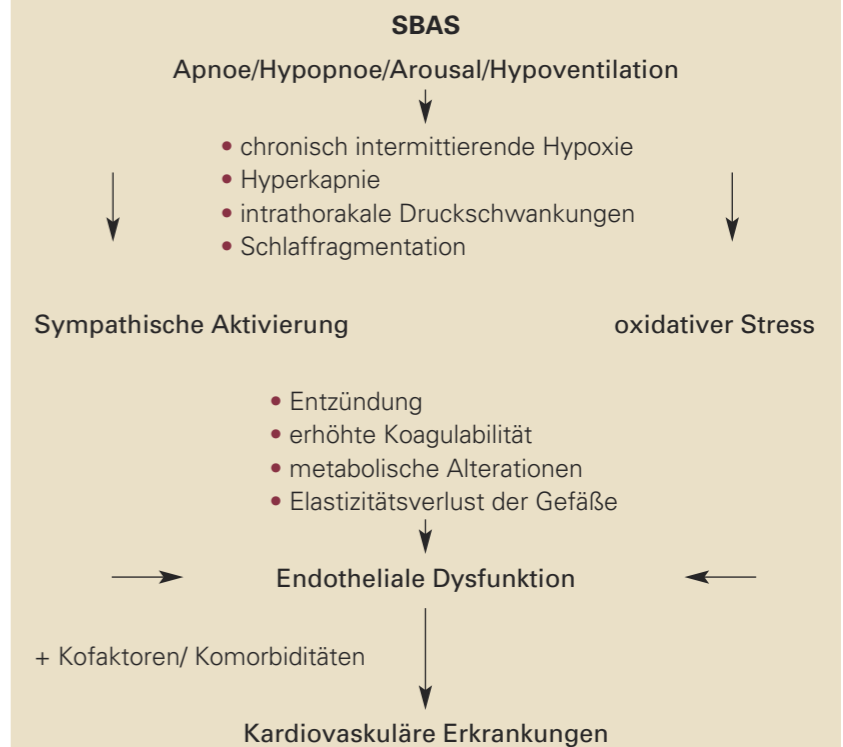 SBAS
Apnoe/Hypopnoe/Arousal/Hypoventilation
• chronisch intermittierende Hypoxie
• Hyperkapnie
• intrathorakale Druckschwankungen
• Schlaffragmentation
Sympathische Aktivierung
oxidativer Stress
• Entzündung
• erhöhte Koagulabilität
• metabolische Alterationen
• Elastizitätsverlust der Gefäße
Endotheliale Dysfunktion
+ Kofaktoren/ Komorbiditäten
Kardiovaskuläre Erkrankungen